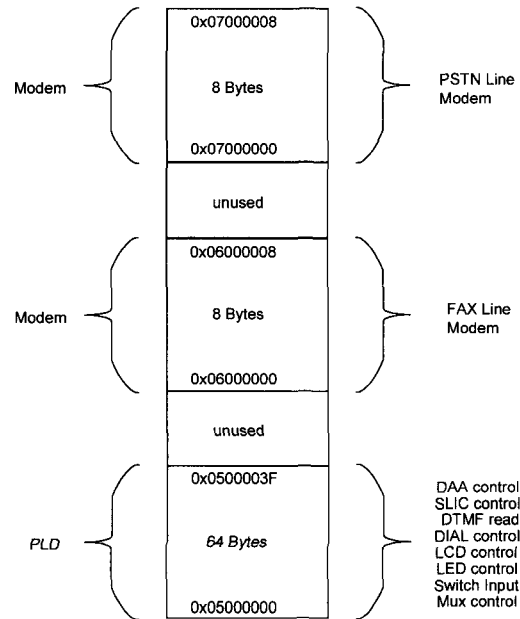 0x07000008
Modem
8 Bytes
PSTN Line
Modem
0x07000000
unused
0x06000008
Modem
8 Bytes
FAX Line
Modem
0x06000000
unused
0x0500003F
PLD
64 Bytes
DAA control
SLIC control
DTMF read
DIAL control
LCD control
LED control
Switch Input
Mux control
0x05000000